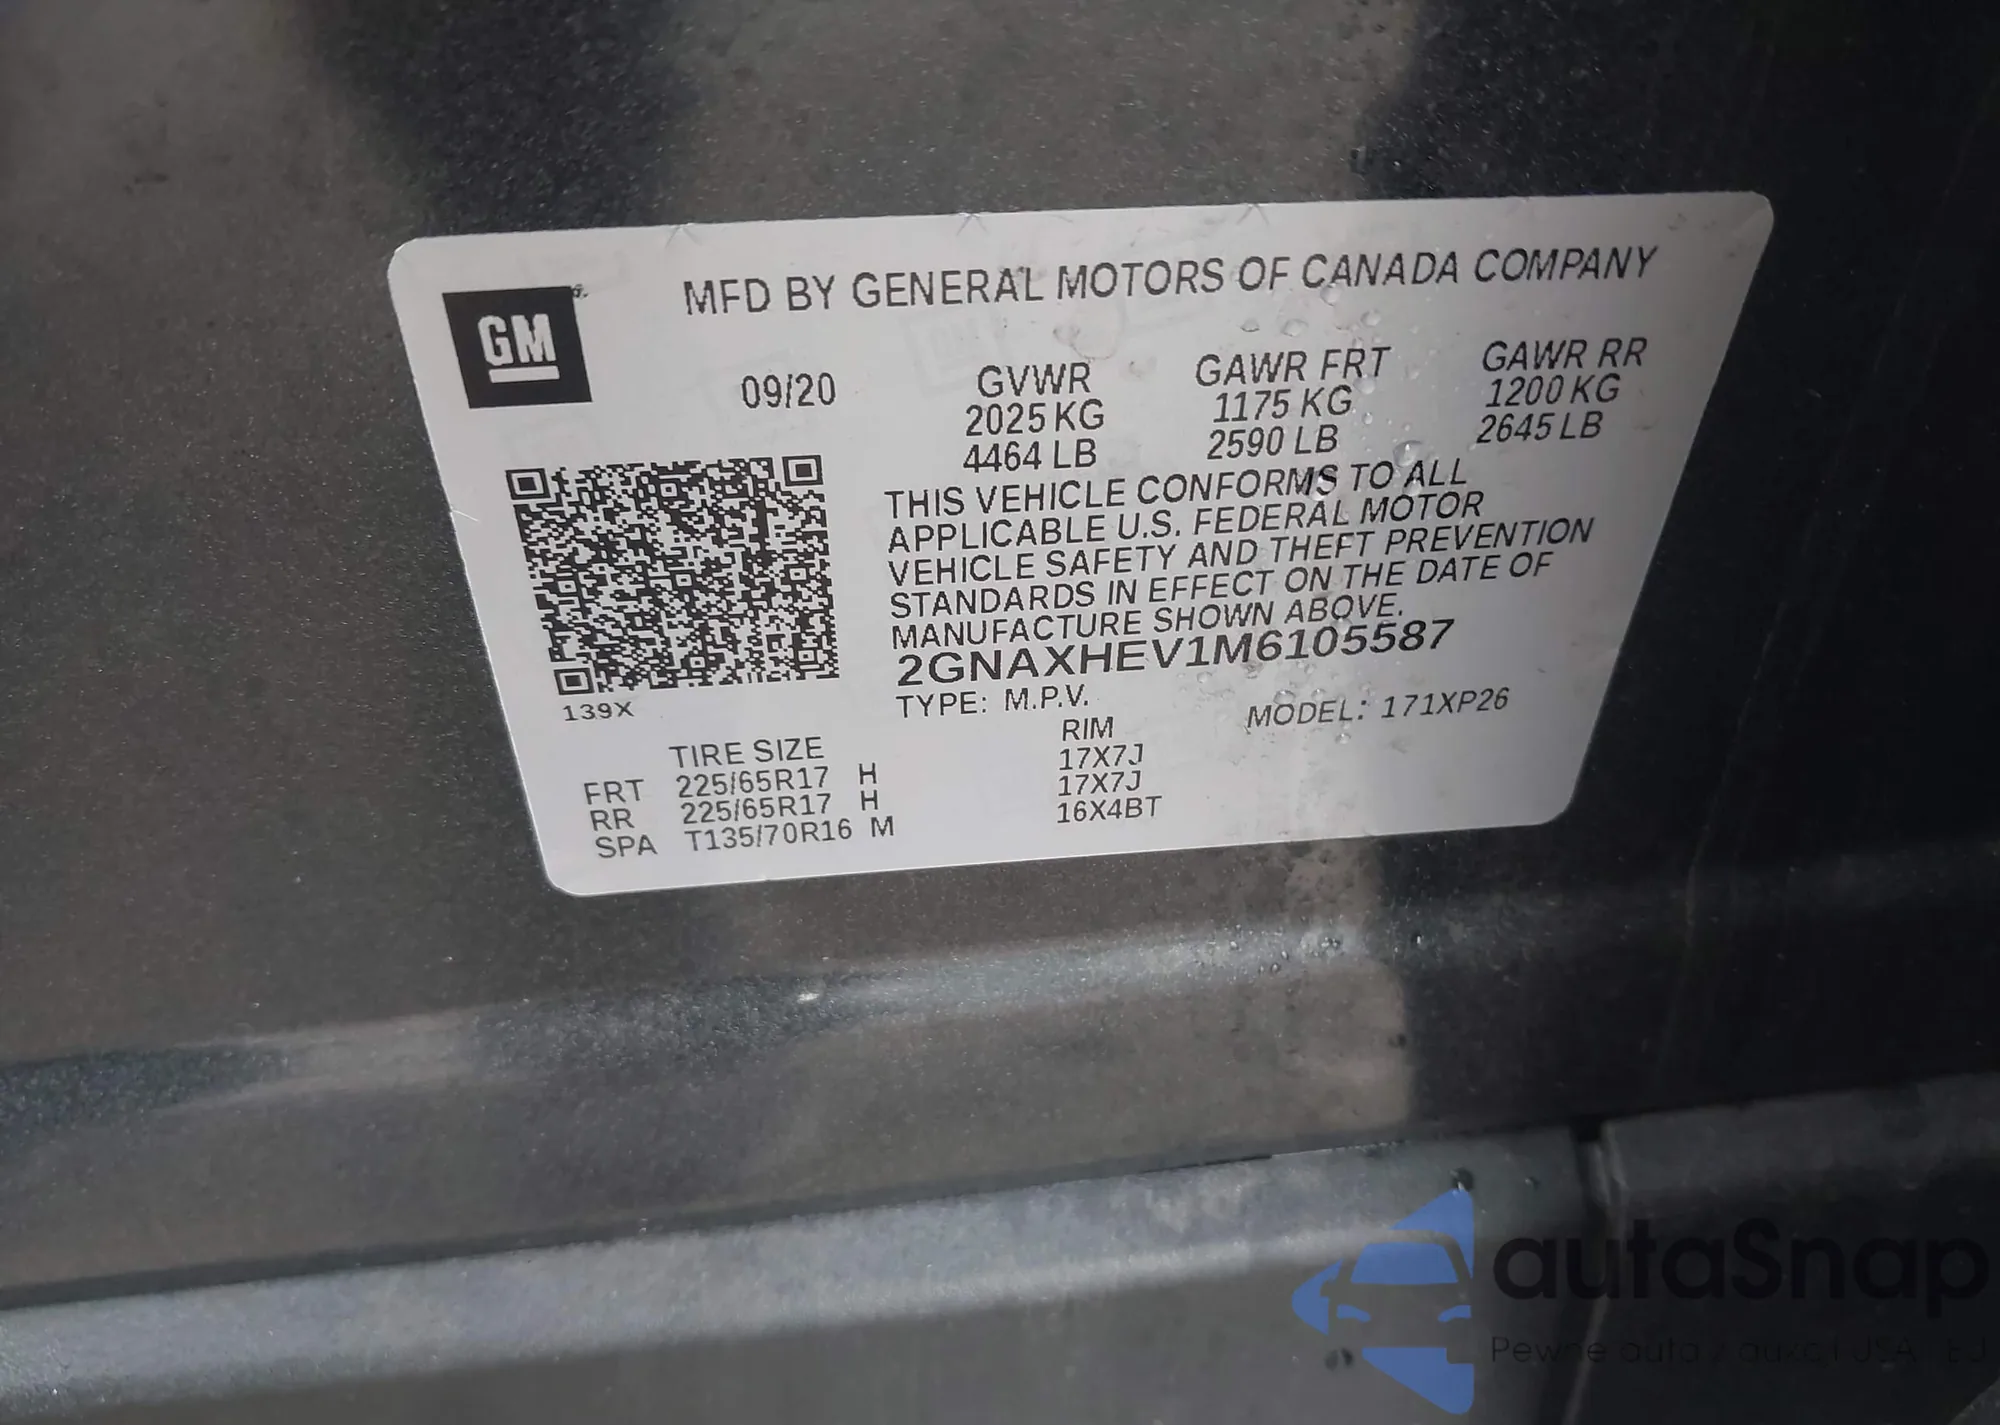 GM
MFD BY GENERAL MOTORS OF CANADA COMPANY
09/20
GVWR GAWR FRT GAWR RR
2025 KG 1175 KG 1200 KG
4464 LB 2590 LB 2645 LB
THIS VEHICLE CONFORMS TO ALL
APPLICABLE U.S. FEDERAL MOTOR
VEHICLE SAFETY AND THEFT PREVENTION
STANDARDS IN EFFECT ON THE DATE OF
MANUFACTURE SHOWN ABOVE.
2GNAXHEV1M6105587
139X
TYPE: M.P.V. MODEL: 171XP26
TIRE SIZE RIM
FRT 225/65R17 H 17X7J
RR 225/65R17 H 17X7J
SPA T135/70R16 M 16X4BT
autaSnap
Pewne auta / auta